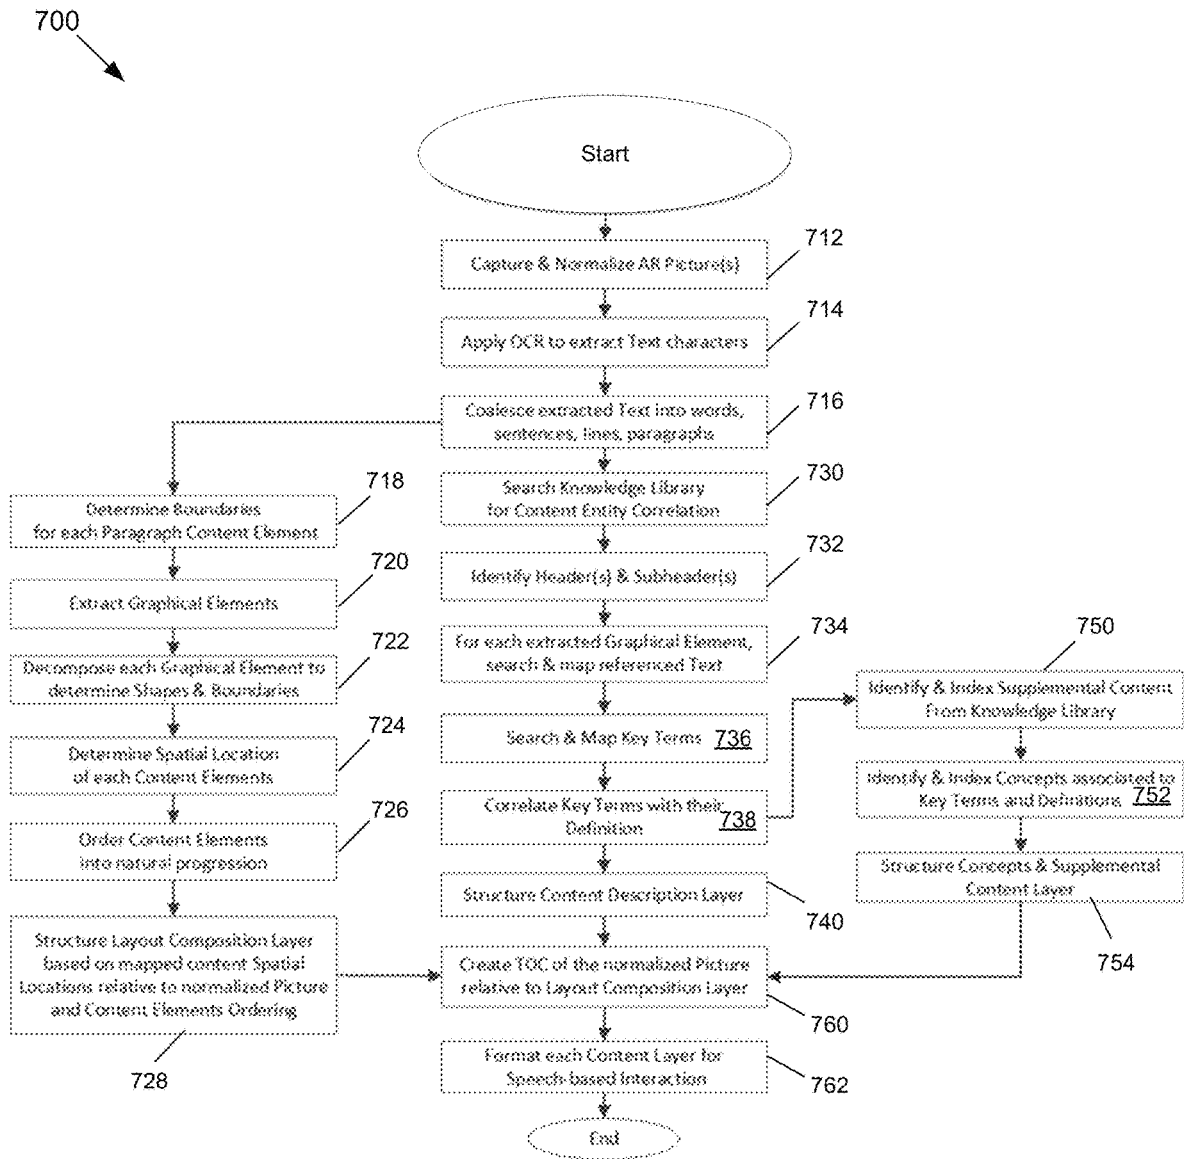 700
Start
712
Capture & Normalize AR Picture(s)
714
Apply OCR to extract Text characters
716
Coalesce extracted Text into words,
sentences, lines, paragraphs
718
Determine Boundaries
for each Paragraph Content Element
720
Extract Graphical Elements
722
Decompose each Graphical Element to
determine Shapes & Boundaries
724
Determine Spatial Location
of each Content Elements
726
Order Content Elements
into natural progression
Structure Layout Composition Layer
based on mapped content Spatial
Locations relative to normalized Picture
and Content Elements Ordering
728
730
Search Knowledge Library
for Content Entity Correlation
732
Identify Header(s) & Subheader(s)
734
For each extracted Graphical Element,
search & map referenced Text
Search & Map Key Terms 736
Correlate Key Terms with their
Definition 738
Structure Content Description Layer
740
750
Identify & Index Supplemental Content
From Knowledge Library
Identify & Index Concepts associated to
Key Terms and Definitions 752
Structure Concepts & Supplemental
Content Layer
754
Create TOC of the normalized Picture
relative to Layout Composition Layer
760
Format each Content Layer for
Speech-based Interaction
762
End